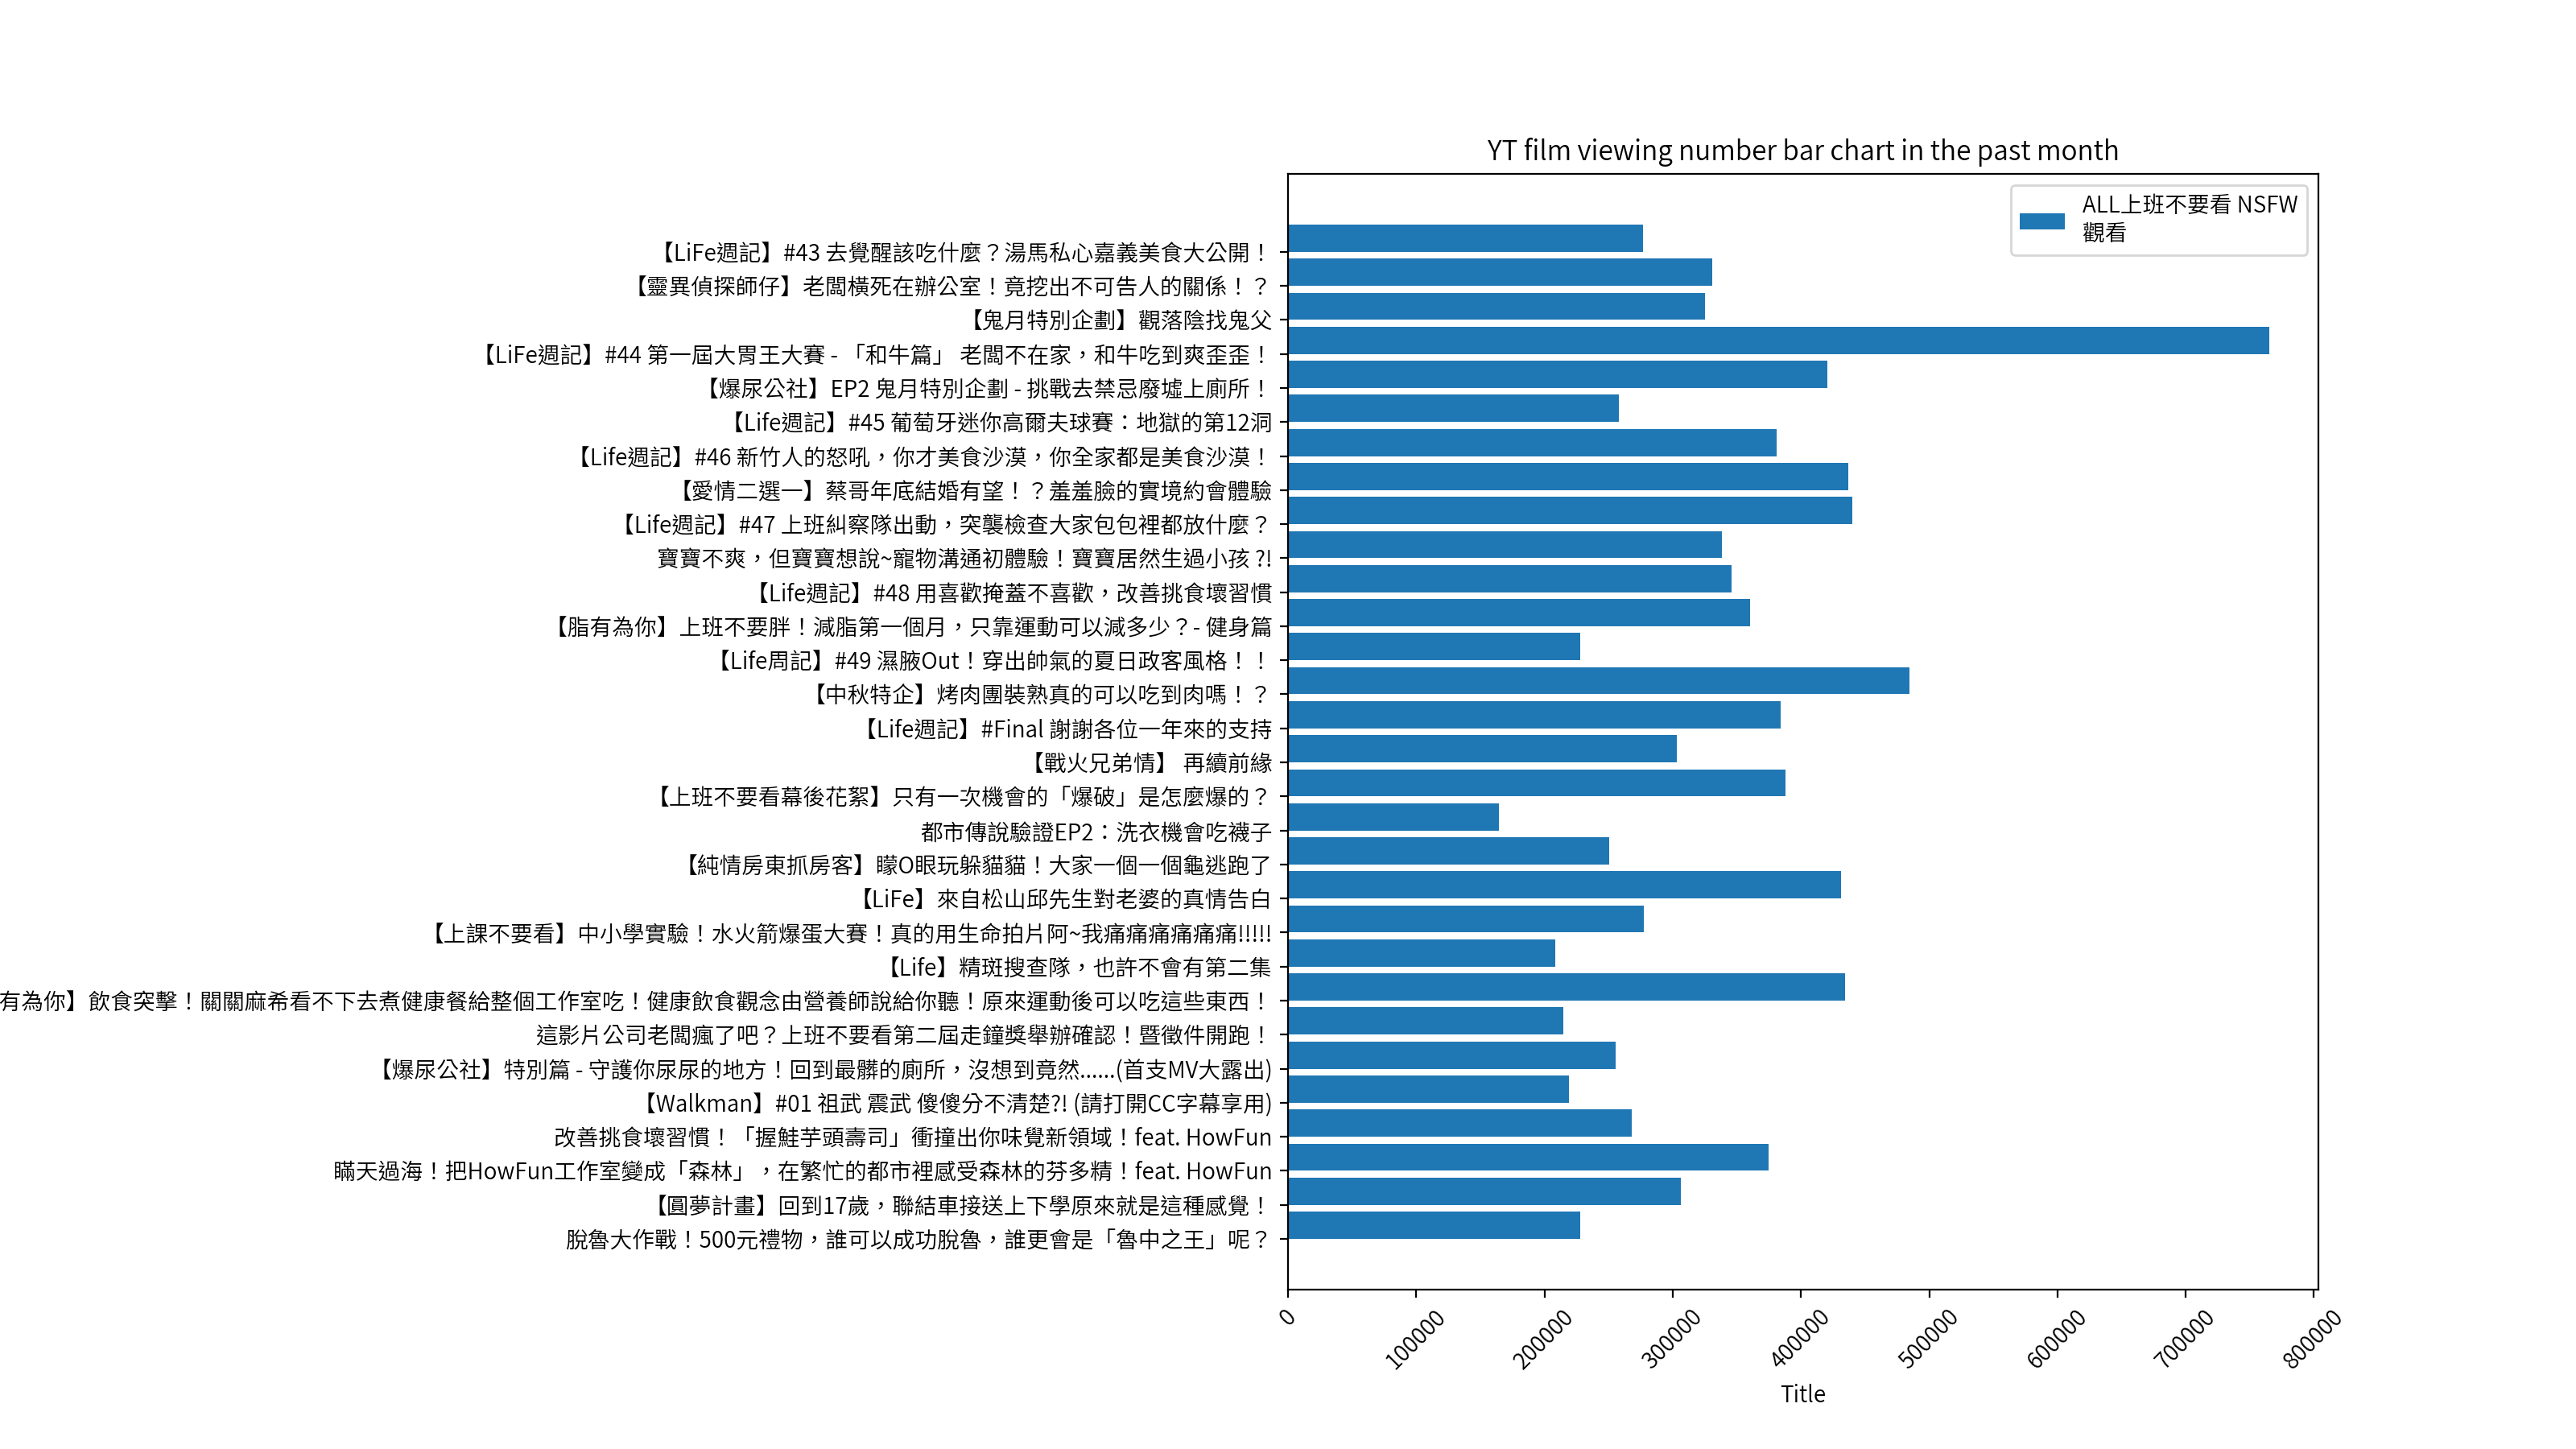 YT film viewing number bar chart in the past month
ALL上班不要看 NSFW
觀看
【LiFe週記】#43 去覺醒該吃什麼？湯馬私心嘉義美食大公開！
【靈異偵探師仔】老闆橫死在辦公室！竟挖出不可告人的關係！？
【鬼月特別企劃】觀落陰找鬼父
【LiFe週記】#44 第一屆大胃王大賽 - 「和牛篇」 老闆不在家，和牛吃到爽歪歪！
【爆尿公社】EP2 鬼月特別企劃 - 挑戰去禁忌廢墟上廁所！
【Life週記】#45 葡萄牙迷你高爾夫球賽：地獄的第12洞
【Life週記】#46 新竹人的怒吼，你才美食沙漠，你全家都是美食沙漠！
【愛情二選一】蔡哥年底結婚有望！？羞羞臉的實境約會體驗
【Life週記】#47 上班糾察隊出動，突襲檢查大家包包裡都放什麼？
寶寶不爽，但寶寶想說~寵物溝通初體驗！寶寶居然生過小孩 ?!
【Life週記】#48 用喜歡掩蓋不喜歡，改善挑食壞習慣
【脂有為你】上班不要胖！減脂第一個月，只靠運動可以減多少？- 健身篇
【Life周記】#49 濕腋Out！穿出帥氣的夏日政客風格！！
【中秋特企】烤肉團裝熟真的可以吃到肉嗎！？
【Life週記】#Final 謝謝各位一年來的支持
【戰火兄弟情】 再續前緣
【上班不要看幕後花絮】只有一次機會的「爆破」是怎麼爆的？
都市傳說驗證EP2：洗衣機會吃襪子
【純情房東抓房客】矇O眼玩躲貓貓！大家一個一個龜逃跑了
【LiFe】來自松山邱先生對老婆的真情告白
【上課不要看】中小學實驗！水火箭爆蛋大賽！真的用生命拍片阿~我痛痛痛痛痛痛!!!!!
【Life】精斑搜查隊，也許不會有第二集
有為你】飲食突擊！關關麻希看不下去煮健康餐給整個工作室吃！健康飲食觀念由營養師說給你聽！原來運動後可以吃這些東西！
這影片公司老闆瘋了吧？上班不要看第二屆走鐘獎舉辦確認！暨徵件開跑！
【爆尿公社】特別篇 - 守護你尿尿的地方！回到最髒的廁所，沒想到竟然......(首支MV大露出)
【Walkman】#01 祖武 震武 傻傻分不清楚?! (請打開CC字幕享用)
改善挑食壞習慣！「握鮭芋頭壽司」衝撞出你味覺新領域！feat. HowFun
瞞天過海！把HowFun工作室變成「森林」，在繁忙的都市裡感受森林的芬多精！feat. HowFun
【圓夢計畫】回到17歲，聯結車接送上下學原來就是這種感覺！
脫魯大作戰！500元禮物，誰可以成功脫魯，誰更會是「魯中之王」呢？
0 100000 200000 300000 400000 500000 600000 700000 800000
Title